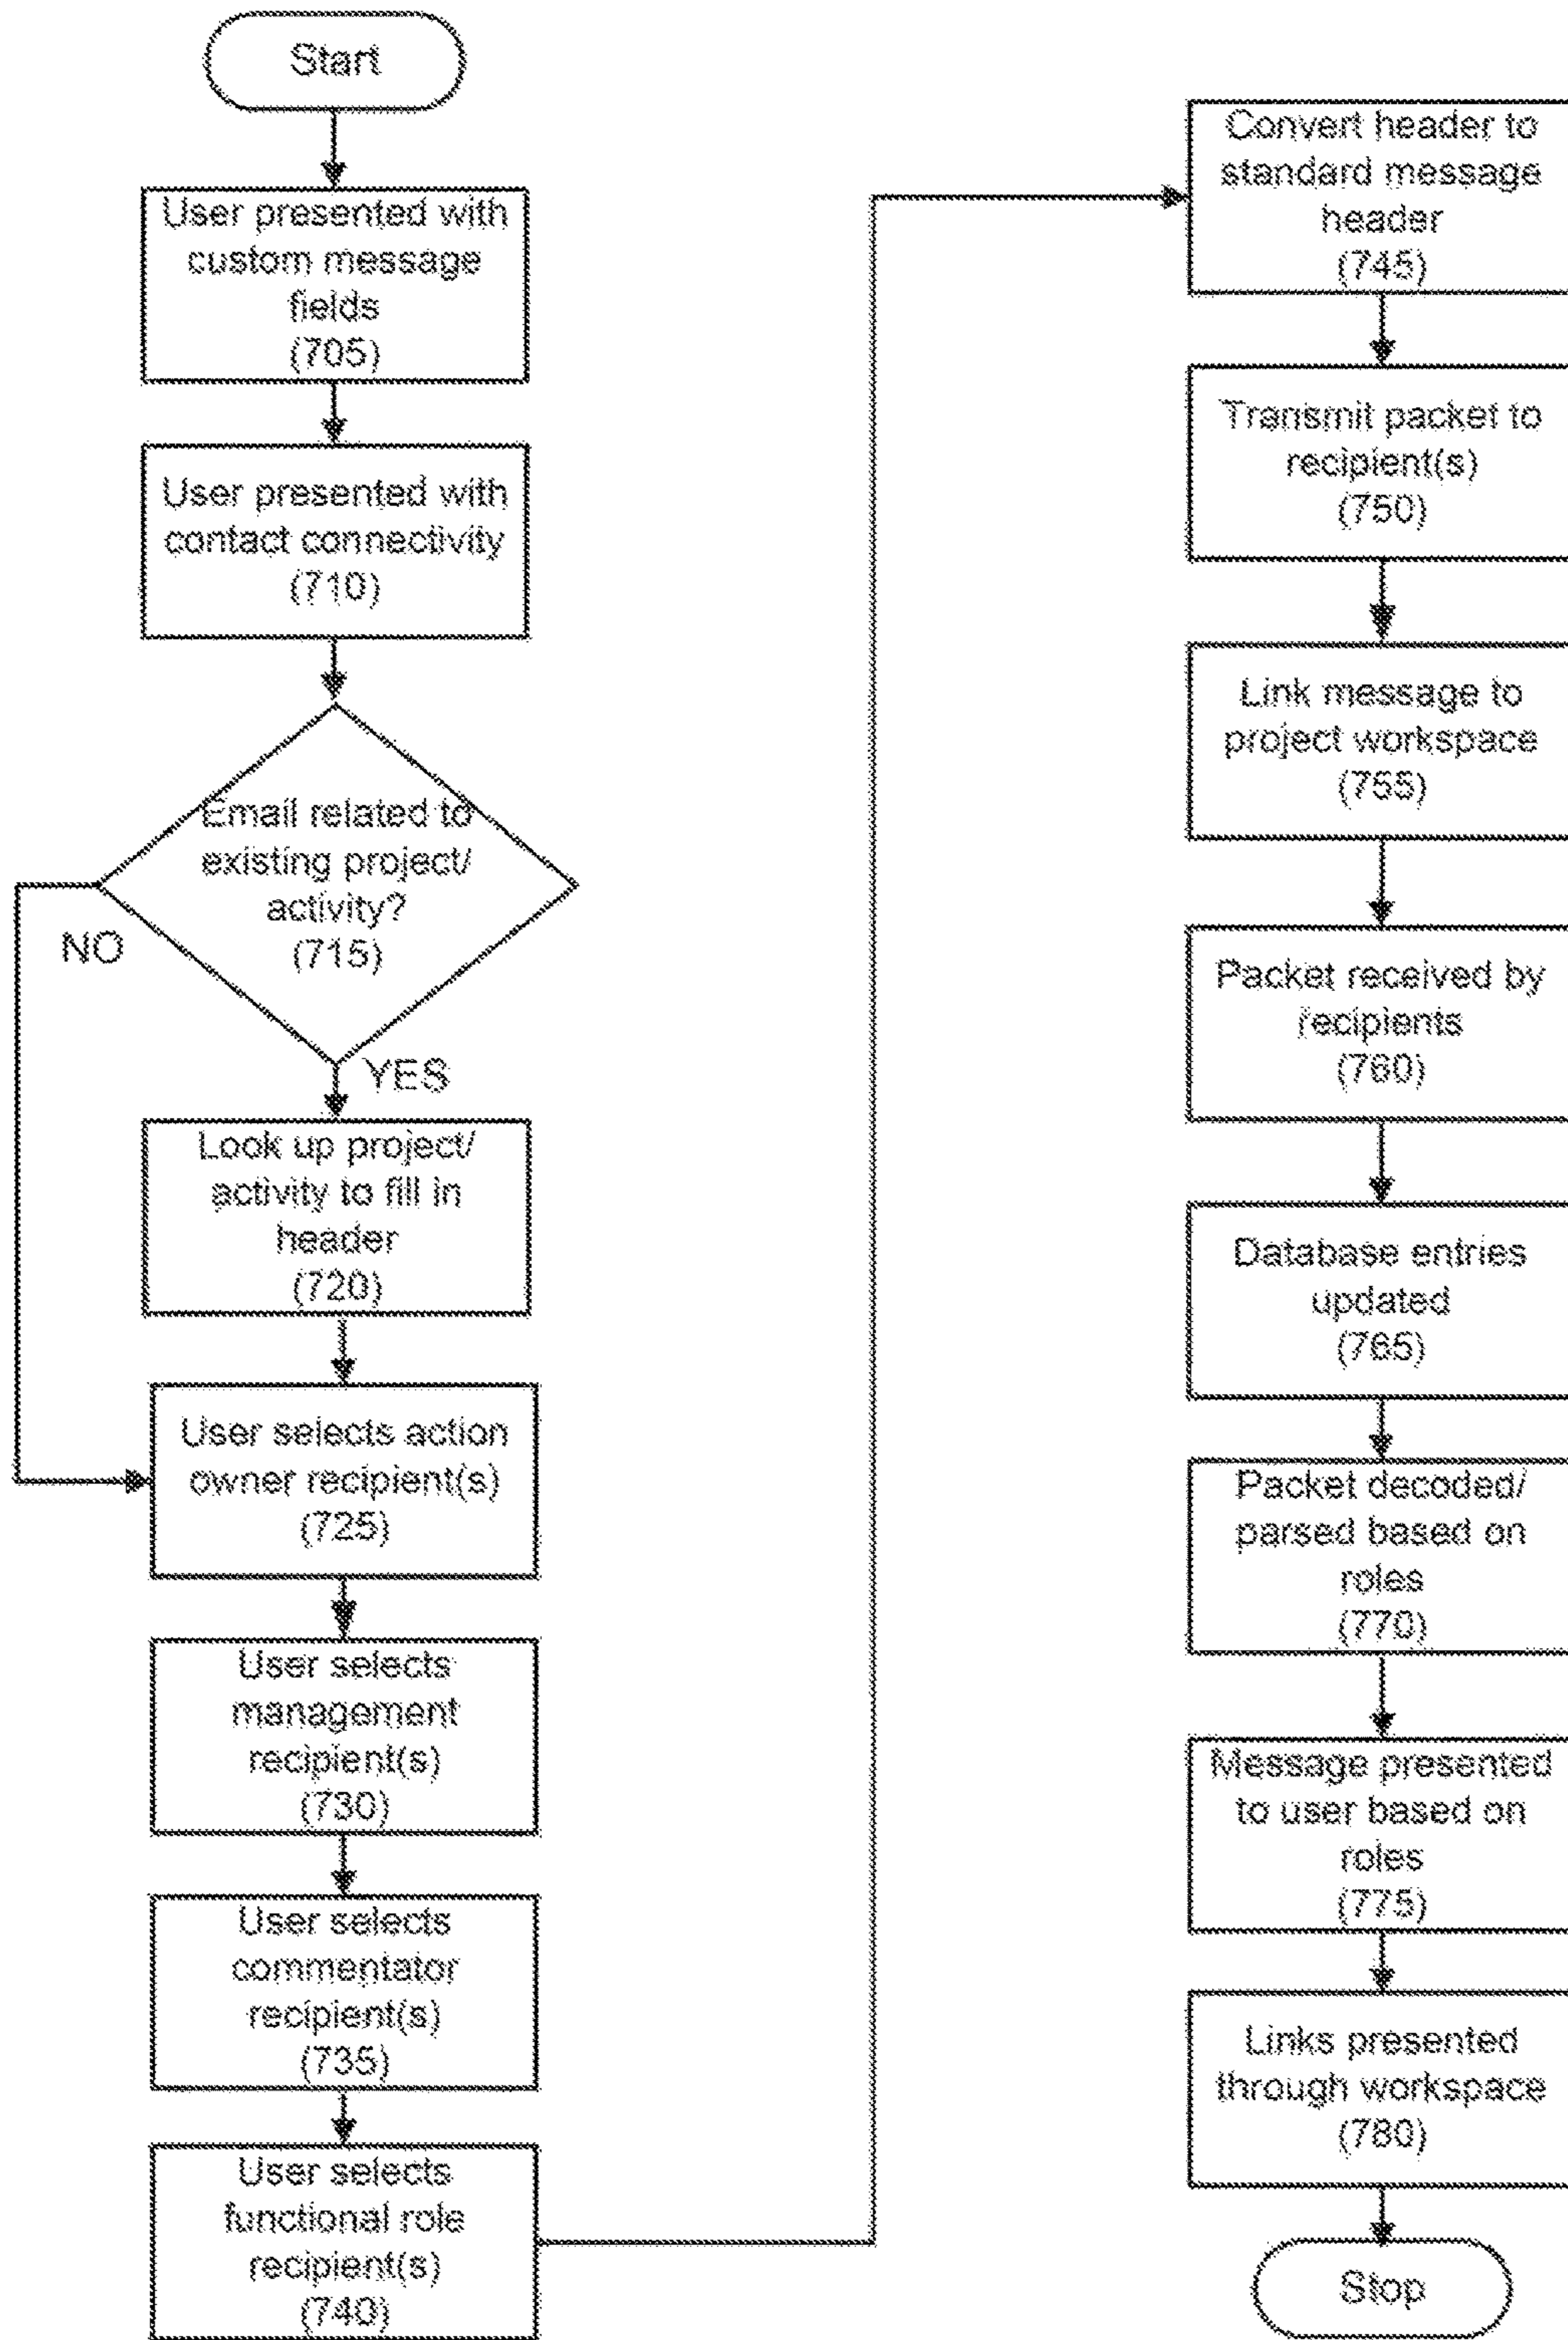 Start
User presented with
custom message
fields
(705)
User presented with
contact connectivity
(710)
Email related to
existing project/
activity?
(715)
NO
YES
Look up project/
activity to fill in
header
(720)
User selects action
owner recipient(s)
(725)
User selects
management
recipient(s)
(730)
User selects
commentator
recipient(s)
(735)
User selects
functional role
recipient(s)
(740)
Convert header to
standard message
header
(745)
Transmit packet to
recipient(s)
(750)
Link message to
project workspace
(755)
Packet received by
recipients
(760)
Database entries
updated
(765)
Packet decoded/
parsed based on
roles
(770)
Message presented
to user based on
roles
(775)
Links presented
through workspace
(780)
Stop